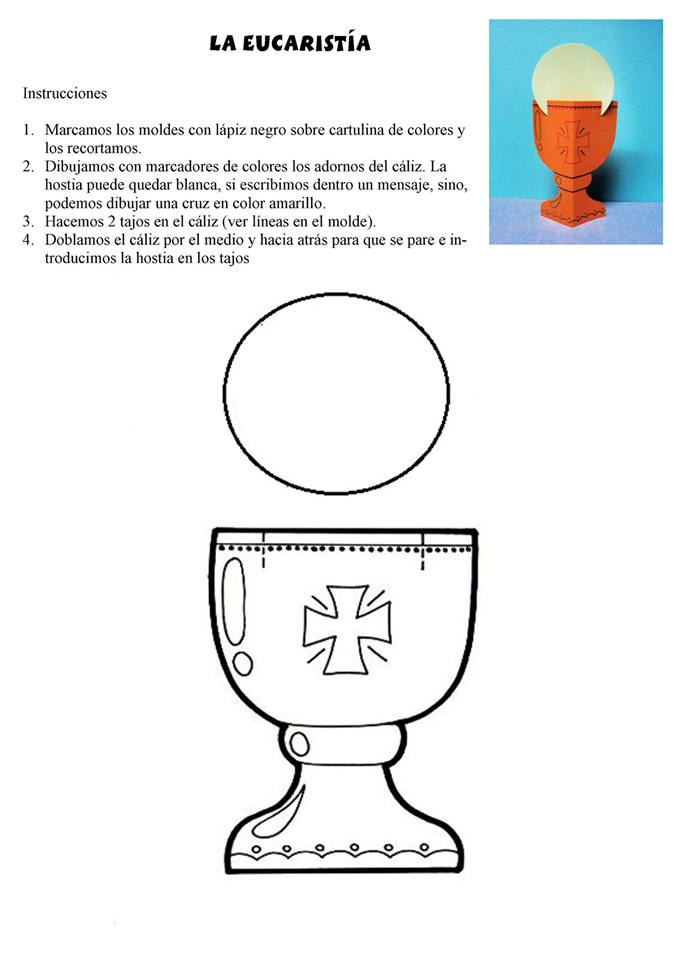 LA EUCARISTÍA
Instrucciones
1. Marcamos los moldes con lápiz negro sobre cartulina de colores y
los recortamos.
2. Dibujamos con marcadores de colores los adornos del cáliz. La
hostia puede quedar blanca, si escribimos dentro un mensaje, sino,
podemos dibujar una cruz en color amarillo.
3. Hacemos 2 tajos en el cáliz (ver líneas en el molde).
4. Doblamos el cáliz por el medio y hacia atrás para que se pare e in-
troducimos la hostia en los tajos